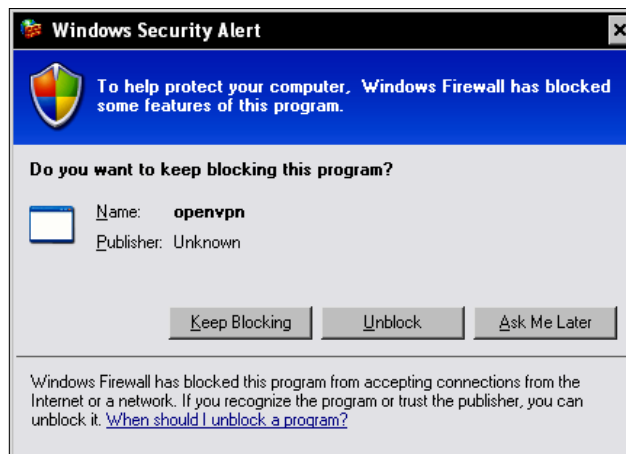 Windows Security Alert
To help protect your computer, Windows Firewall has blocked
some features of this program.
Do you want to keep blocking this program?
Name: openvpn
Publisher: Unknown
Keep Blocking Unblock Ask Me Later
Windows Firewall has blocked this program from accepting connections from the
Internet or a network. If you recognize the program or trust the publisher, you can
unblock it. When should I unblock a program?